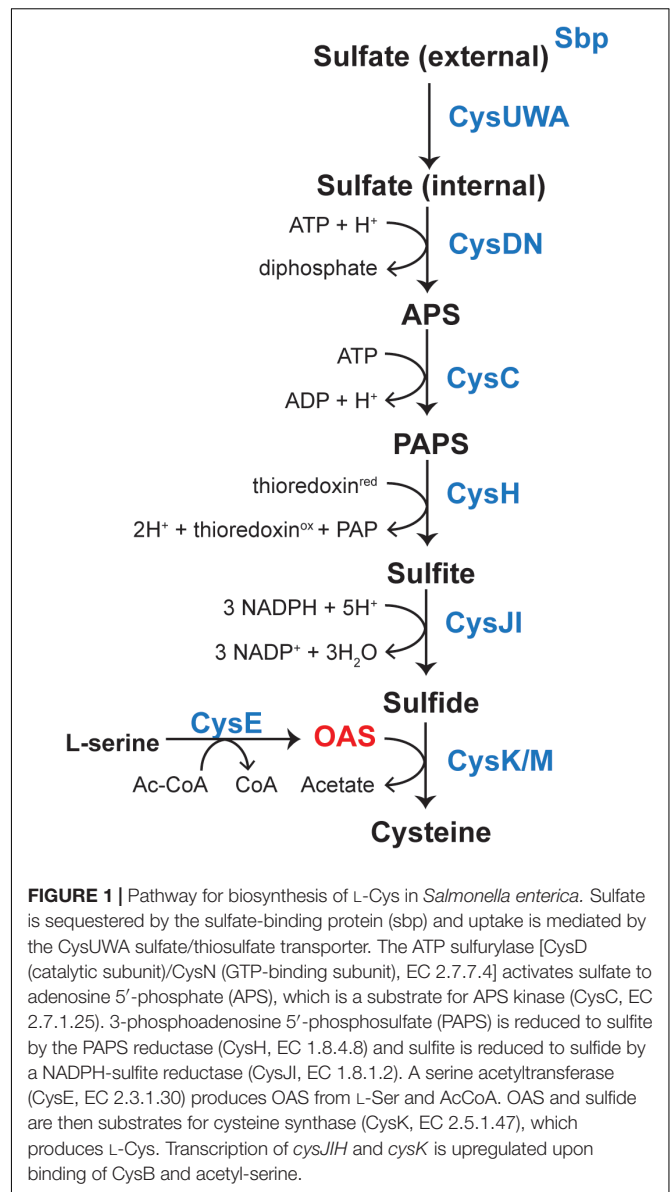 Sulfate (external) Sbp
CysUWA
Sulfate (internal)
ATP + H⁺
CysDN
diphosphate
APS
ATP
CysC
ADP + H⁺
PAPS
thioredoxinʳᵉᵈ
CysH
2H⁺ + thioredoxinᵒˣ + PAP
Sulfite
3 NADPH + 5H⁺
CysJI
3 NADP⁺ + 3H₂O
Sulfide
CysE
L-serine
OAS
CysK/M
Ac-CoA
CoA
Acetate
Cysteine
FIGURE 1 | Pathway for biosynthesis of L-Cys in Salmonella enterica. Sulfate
is sequestered by the sulfate-binding protein (sbp) and uptake is mediated by
the CysUWA sulfate/thiosulfate transporter. The ATP sulfurylase [CysD
(catalytic subunit)/CysN (GTP-binding subunit), EC 2.7.7.4] activates sulfate to
adenosine 5′-phosphate (APS), which is a substrate for APS kinase (CysC, EC
2.7.1.25). 3-phosphoadenosine 5′-phosphosulfate (PAPS) is reduced to sulfite
by the PAPS reductase (CysH, EC 1.8.4.8) and sulfite is reduced to sulfide by
a NADPH-sulfite reductase (CysJI, EC 1.8.1.2). A serine acetyltransferase
(CysE, EC 2.3.1.30) produces OAS from L-Ser and AcCoA. OAS and sulfide
are then substrates for cysteine synthase (CysK, EC 2.5.1.47), which
produces L-Cys. Transcription of cysJIH and cysK is upregulated upon
binding of CysB and acetyl-serine.